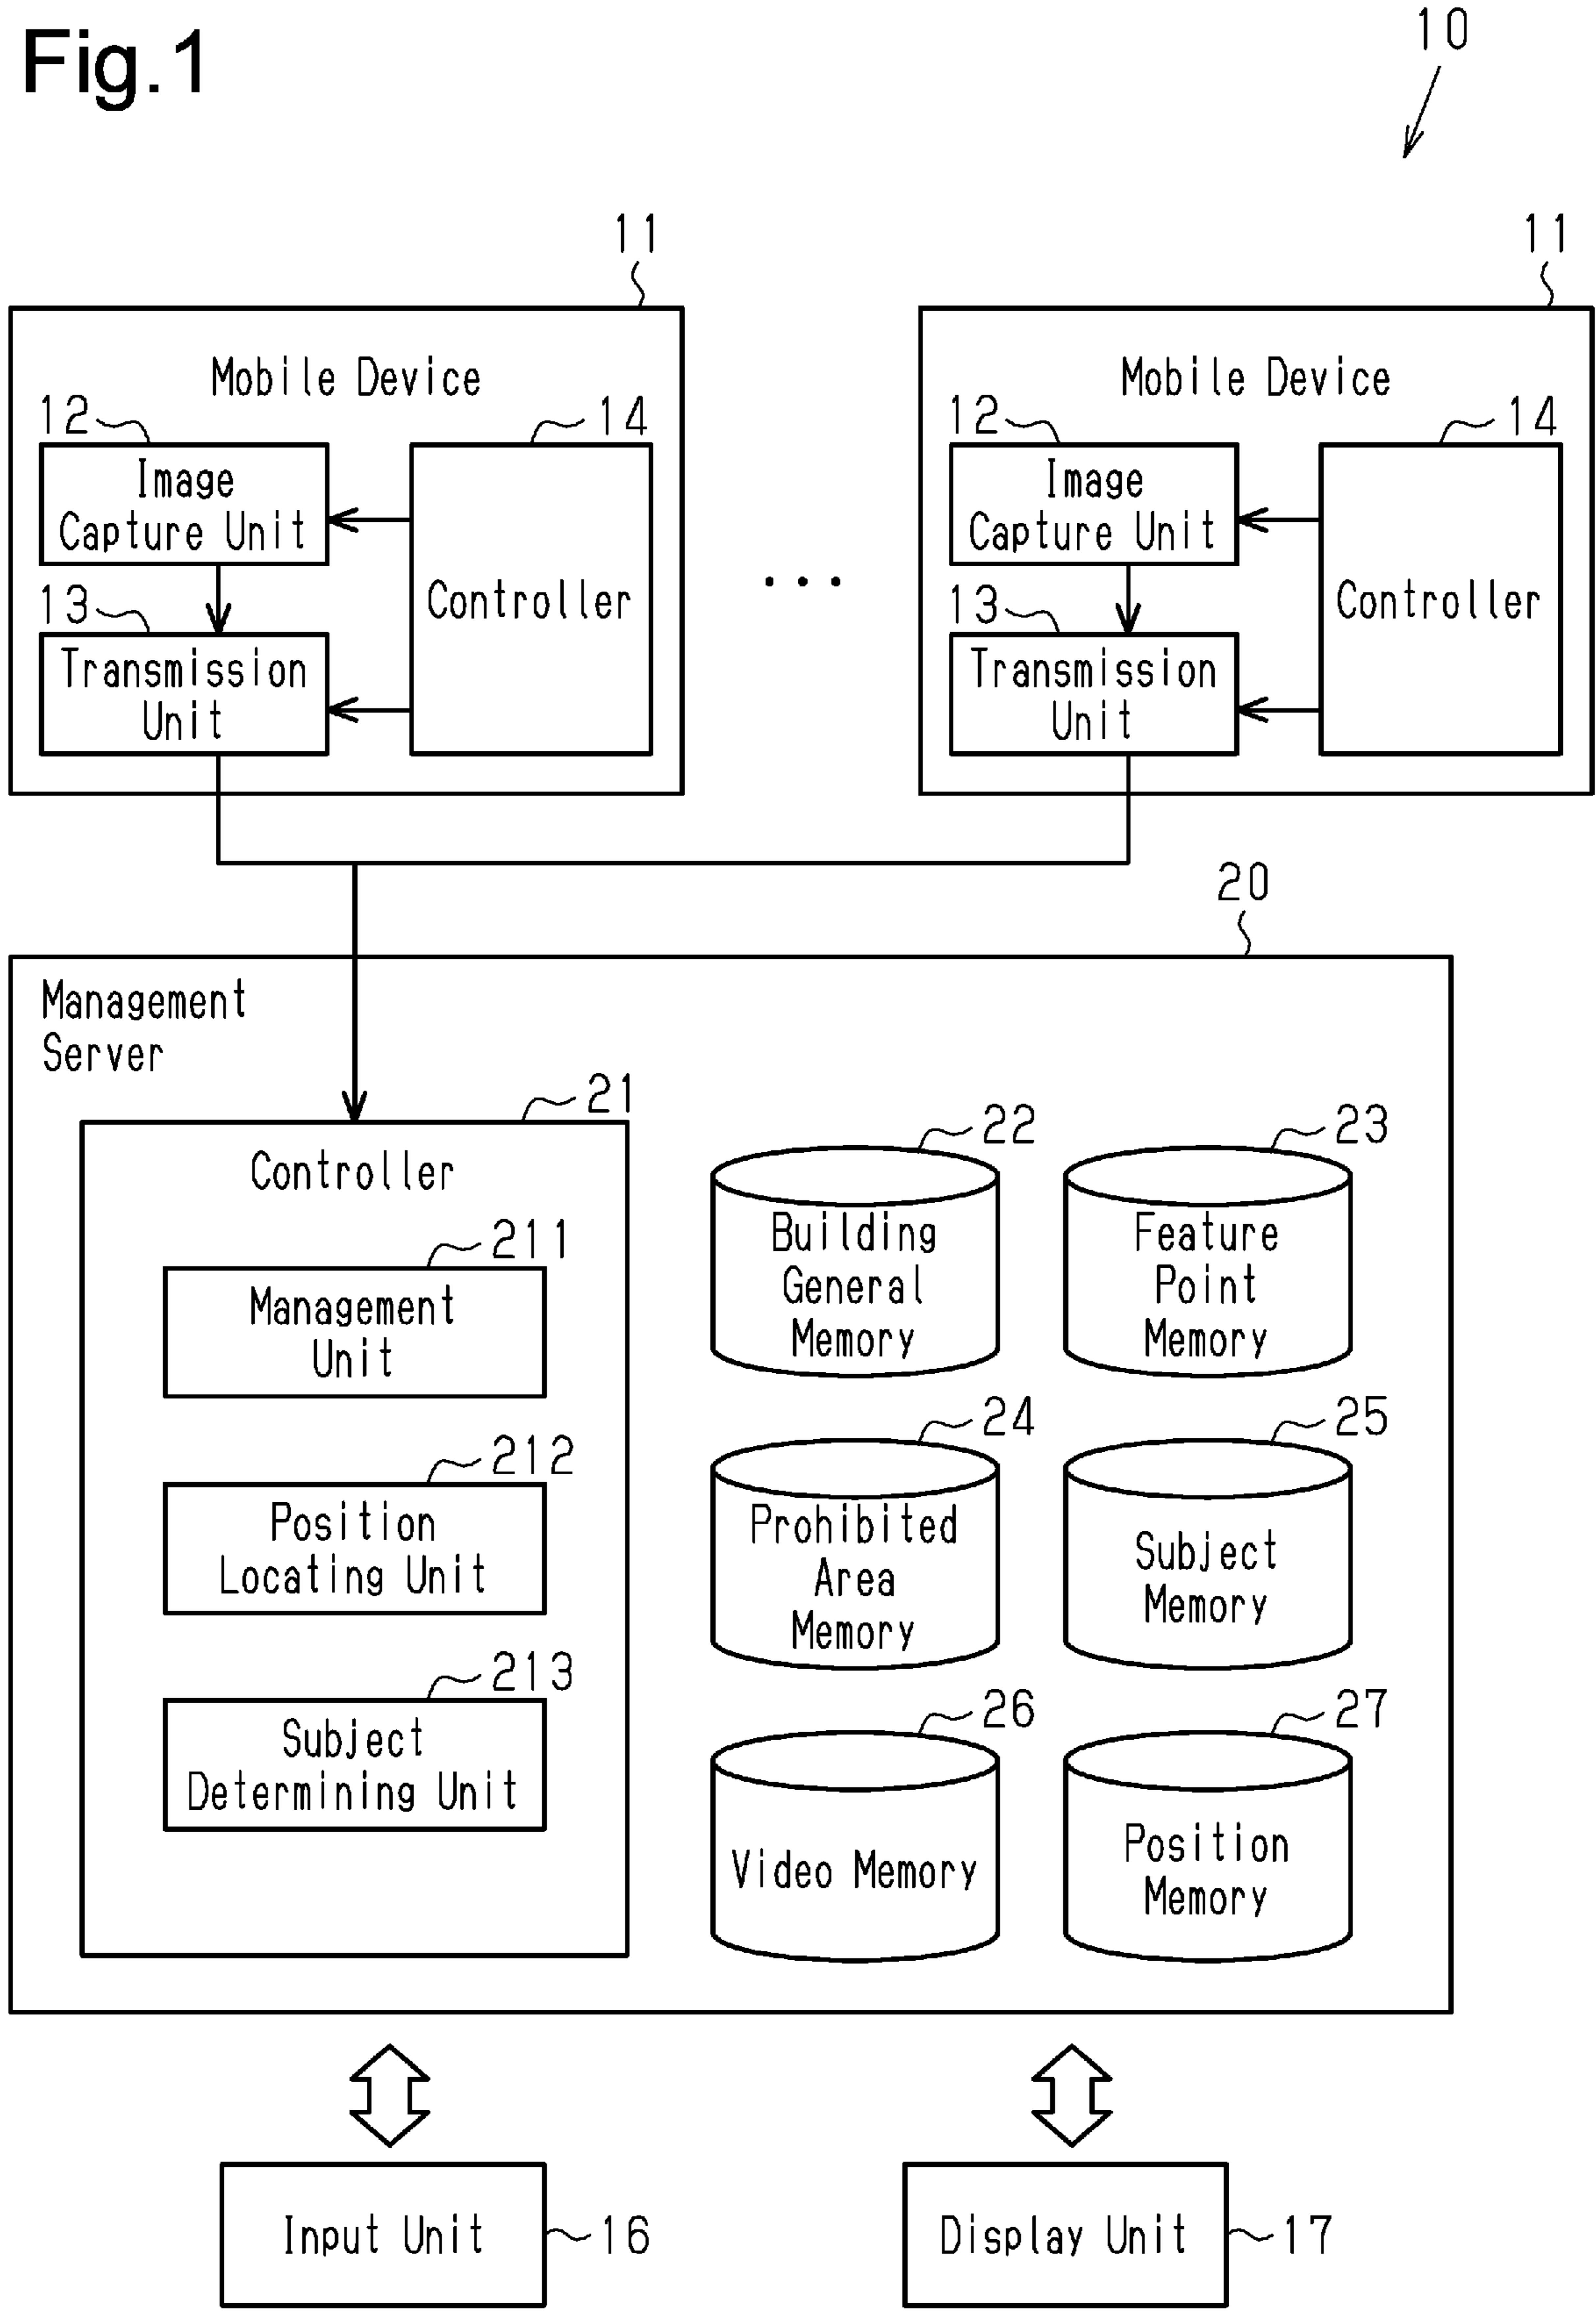 Fig.1
10
11
11
Mobile Device
Mobile Device
12
14
12
14
Image
Capture Unit
Image
Capture Unit
Controller
. . .
Controller
13
13
Transmission
Unit
Transmission
Unit
20
Management
Server
21
Controller
211
Management
Unit
212
Position
Locating Unit
213
Subject
Determining Unit
22
Building
General
Memory
23
Feature
Point
Memory
24
Prohibited
Area
Memory
25
Subject
Memory
26
Video Memory
27
Position
Memory
Input Unit
16
Display Unit
17